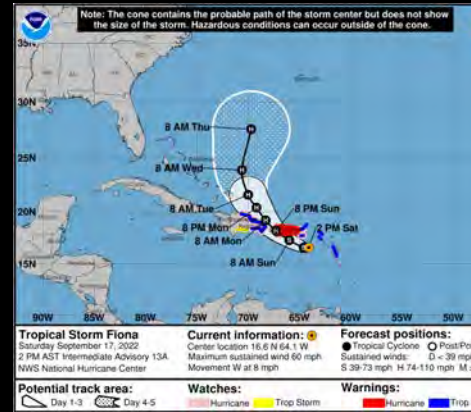 Note: The cone contains the probable path of the storm center but does not show
the size of the storm. Hazardous conditions can occur outside of the cone.
35N
30N
25N
20N
15N
8 AM Thu
8 AM Wed
8 AM Tue
8 PM Mon
8 AM Mon
8 PM Sun
2 PM Sat
8 AM Sun
90W 85W 80W 75W 70W 65W 60W 55W 50W
Tropical Storm Fiona
Saturday September 17, 2022
2 PM AST Intermediate Advisory 13A
NWS National Hurricane Center
Current information:
Center location 16.6 N 64.1 W
Maximum sustained wind 60 mph
Movement W at 8 mph
Forecast positions:
Tropical Cyclone Post/Po
Sustained winds: D < 39 mp
S 39-73 mph H 74-110 mph M
Potential track area:
Day 1-3 Day 4-5
Watches:
Hurricane Trop Storm
Warnings:
Hurricane Trop